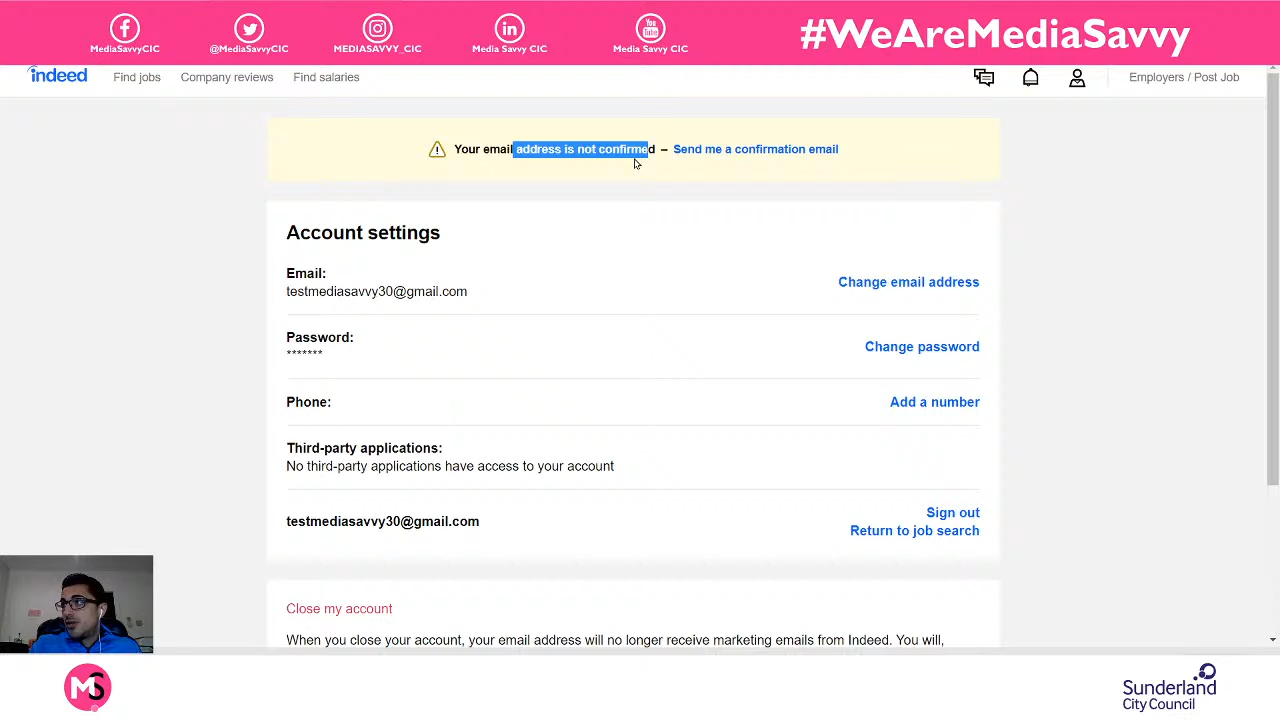 #WeAreMediaSavvy
MediaSavvyCIC
@MediaSavvyCIC
MEDIASAVVY_CIC
in
Media Savvy CIC
You
Tube
Media Savvy CIC
indeed
Find jobs
Company reviews
Find salaries
Employers / Post Job
Your email address is not confirmed – Send me a confirmation email
Account settings
Email:
testmediasavvy30@gmail.com
Change email address
Password:
*******
Change password
Phone:
Add a number
Third-party applications:
No third-party applications have access to your account
testmediasavvy30@gmail.com
Sign out
Return to job search
Close my account
When you close your account, your email address will no longer receive marketing emails from Indeed. You will,
MS
Sunderland
City Council